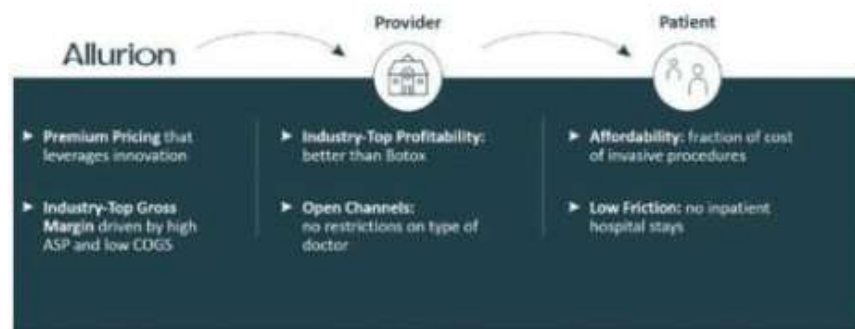 Allurion
Provider
Patient
➤ Premium Pricing that
leverages innovation
➤ Industry-Top Gross
Margin driven by high
ASP and low COGS
➤ Industry-Top Profitability:
better than Botox
➤ Open Channels:
no restrictions on type of
doctor
➤ Affordability: fraction of cost
of invasive procedures
➤ Low Friction: no inpatient
hospital stays